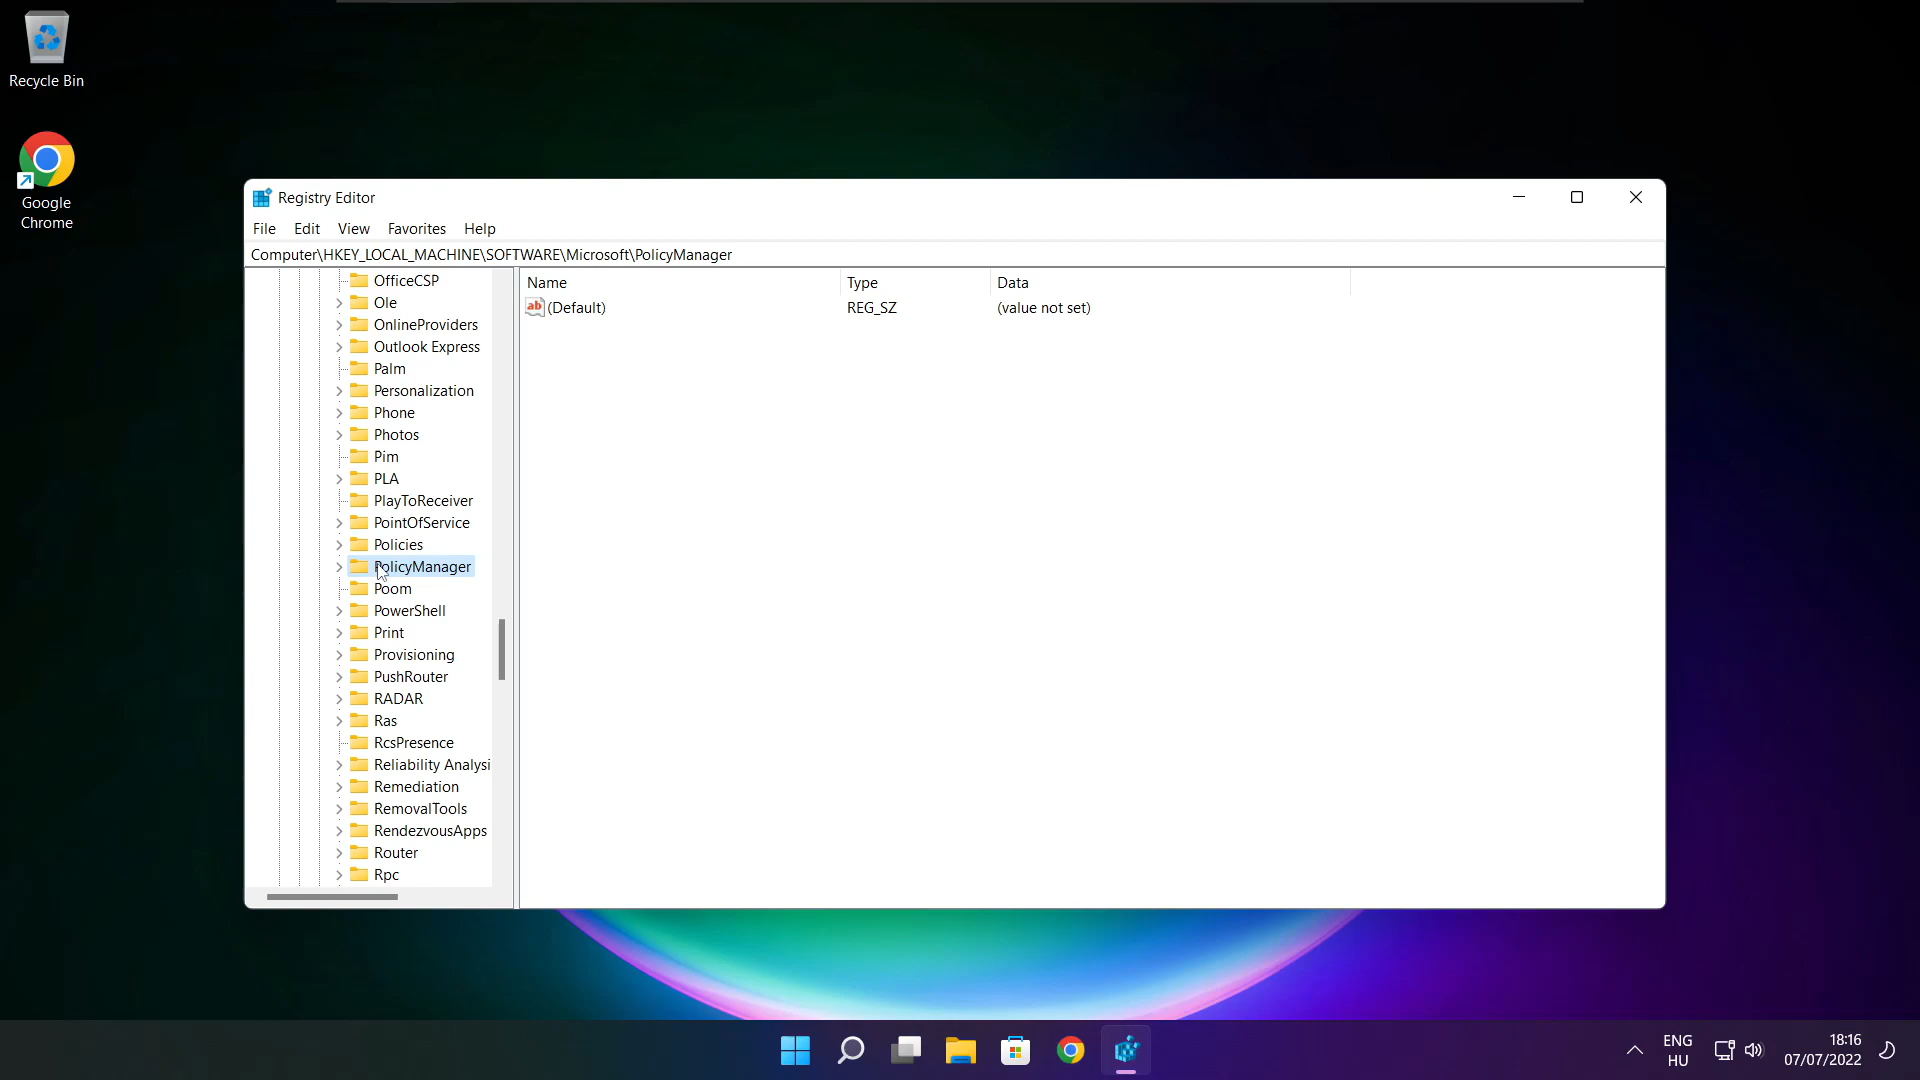 Recycle Bin
Google
Chrome
Registry Editor
File Edit View Favorites Help
Computer\HKEY_LOCAL_MACHINE\SOFTWARE\Microsoft\PolicyManager
OfficeCSP
Ole
OnlineProviders
Outlook Express
Palm
Personalization
Phone
Photos
Pim
PLA
PlayToReceiver
PointOfService
Policies
PolicyManager
Poom
PowerShell
Print
Provisioning
PushRouter
RADAR
Ras
RcsPresence
Reliability Analysi
Remediation
RemovalTools
RendezvousApps
Router
Rpc
Name Type Data
ab (Default) REG_SZ (value not set)
ENG
HU
18:16
07/07/2022